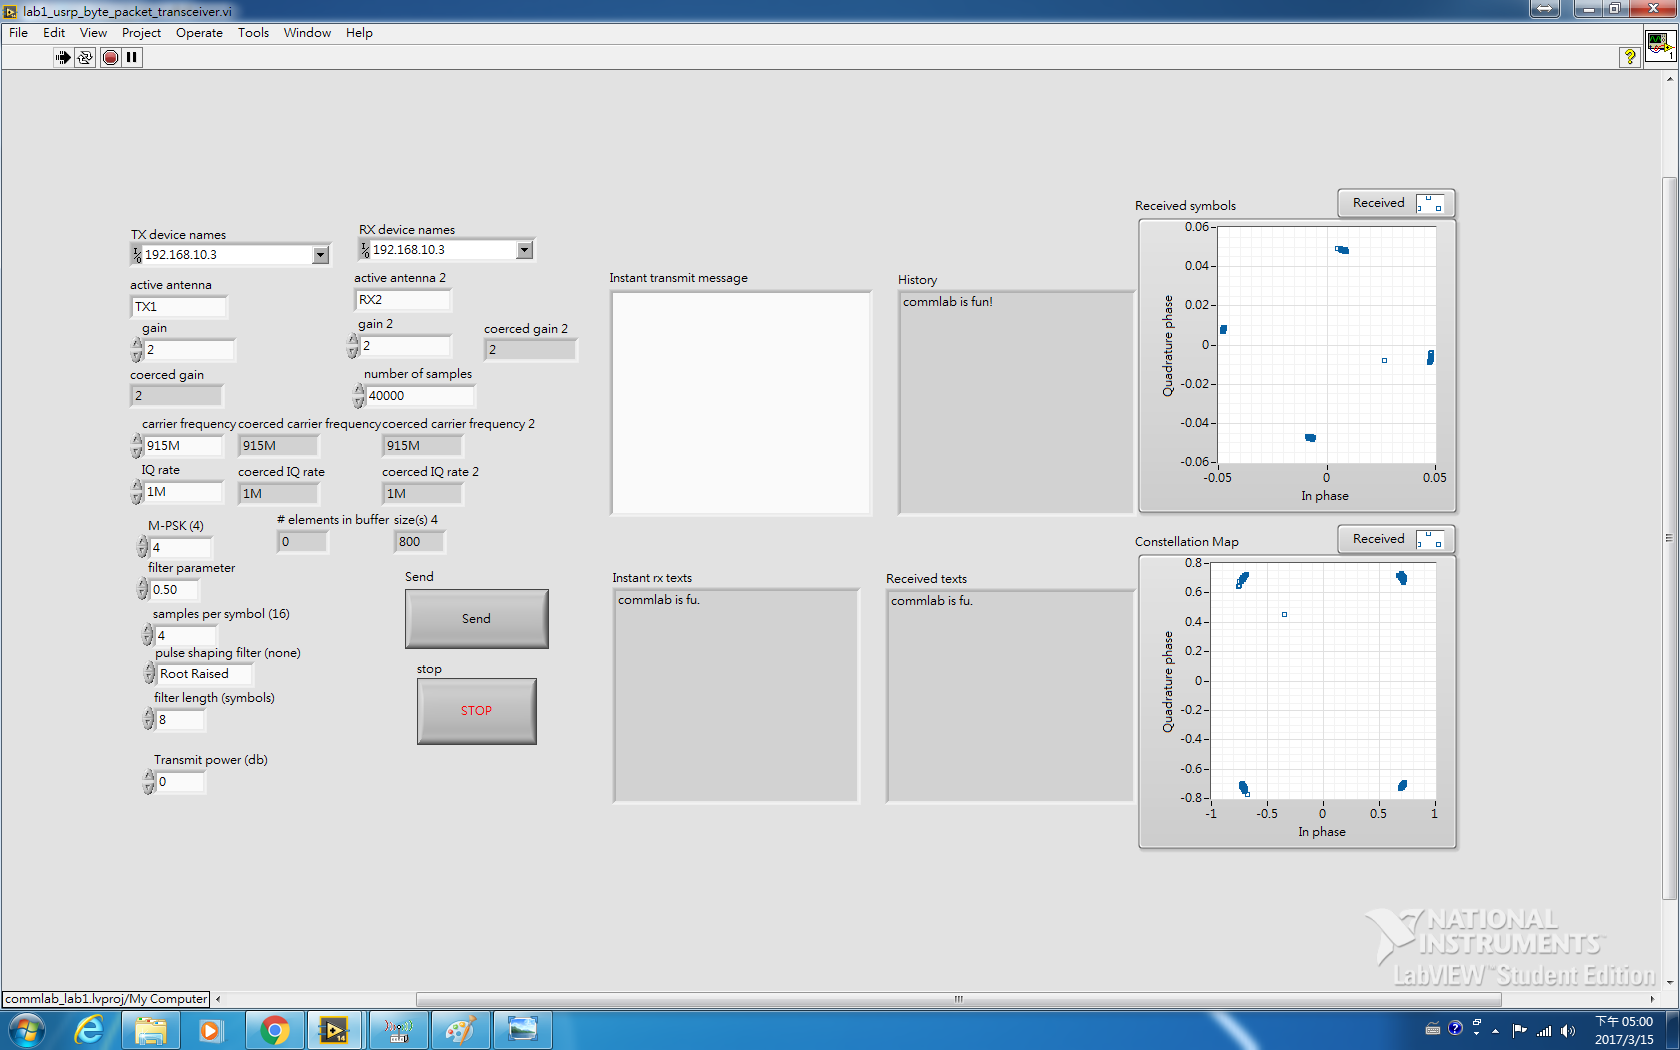 lab1_usrp_byte_packet_transceiver.vi
File Edit View Project Operate Tools Window Help
TX device names
192.168.10.3
active antenna
TX1
gain
2
coerced gain
2
carrier frequency
915M
coerced carrier frequency
915M
coerced carrier frequency 2
915M
IQ rate
1M
coerced IQ rate
1M
coerced IQ rate 2
1M
RX device names
192.168.10.3
active antenna 2
RX2
gain 2
2
coerced gain 2
2
number of samples
40000
M-PSK (4)
4
# elements in buffer
0
size(s) 4
800
filter parameter
0.50
samples per symbol (16)
4
pulse shaping filter (none)
Root Raised
filter length (symbols)
8
Transmit power (db)
0
Send
Send
stop
STOP
Instant transmit message
History
commlab is fun!
Instant rx texts
commlab is fu.
Received texts
commlab is fu.
Received symbols
Received
0.06
0.04
0.02
0
-0.02
-0.04
-0.06
Quadrature phase
-0.05 0 0.05
In phase
Constellation Map
Received
0.8
0.6
0.4
0.2
0
-0.2
-0.4
-0.6
-0.8
Quadrature phase
-1 -0.5 0 0.5 1
In phase
NATIONAL
INSTRUMENTS™
LabVIEW™ Student Edition
commlab_lab1.lvproj/My Computer
下午 05:00
2017/3/15